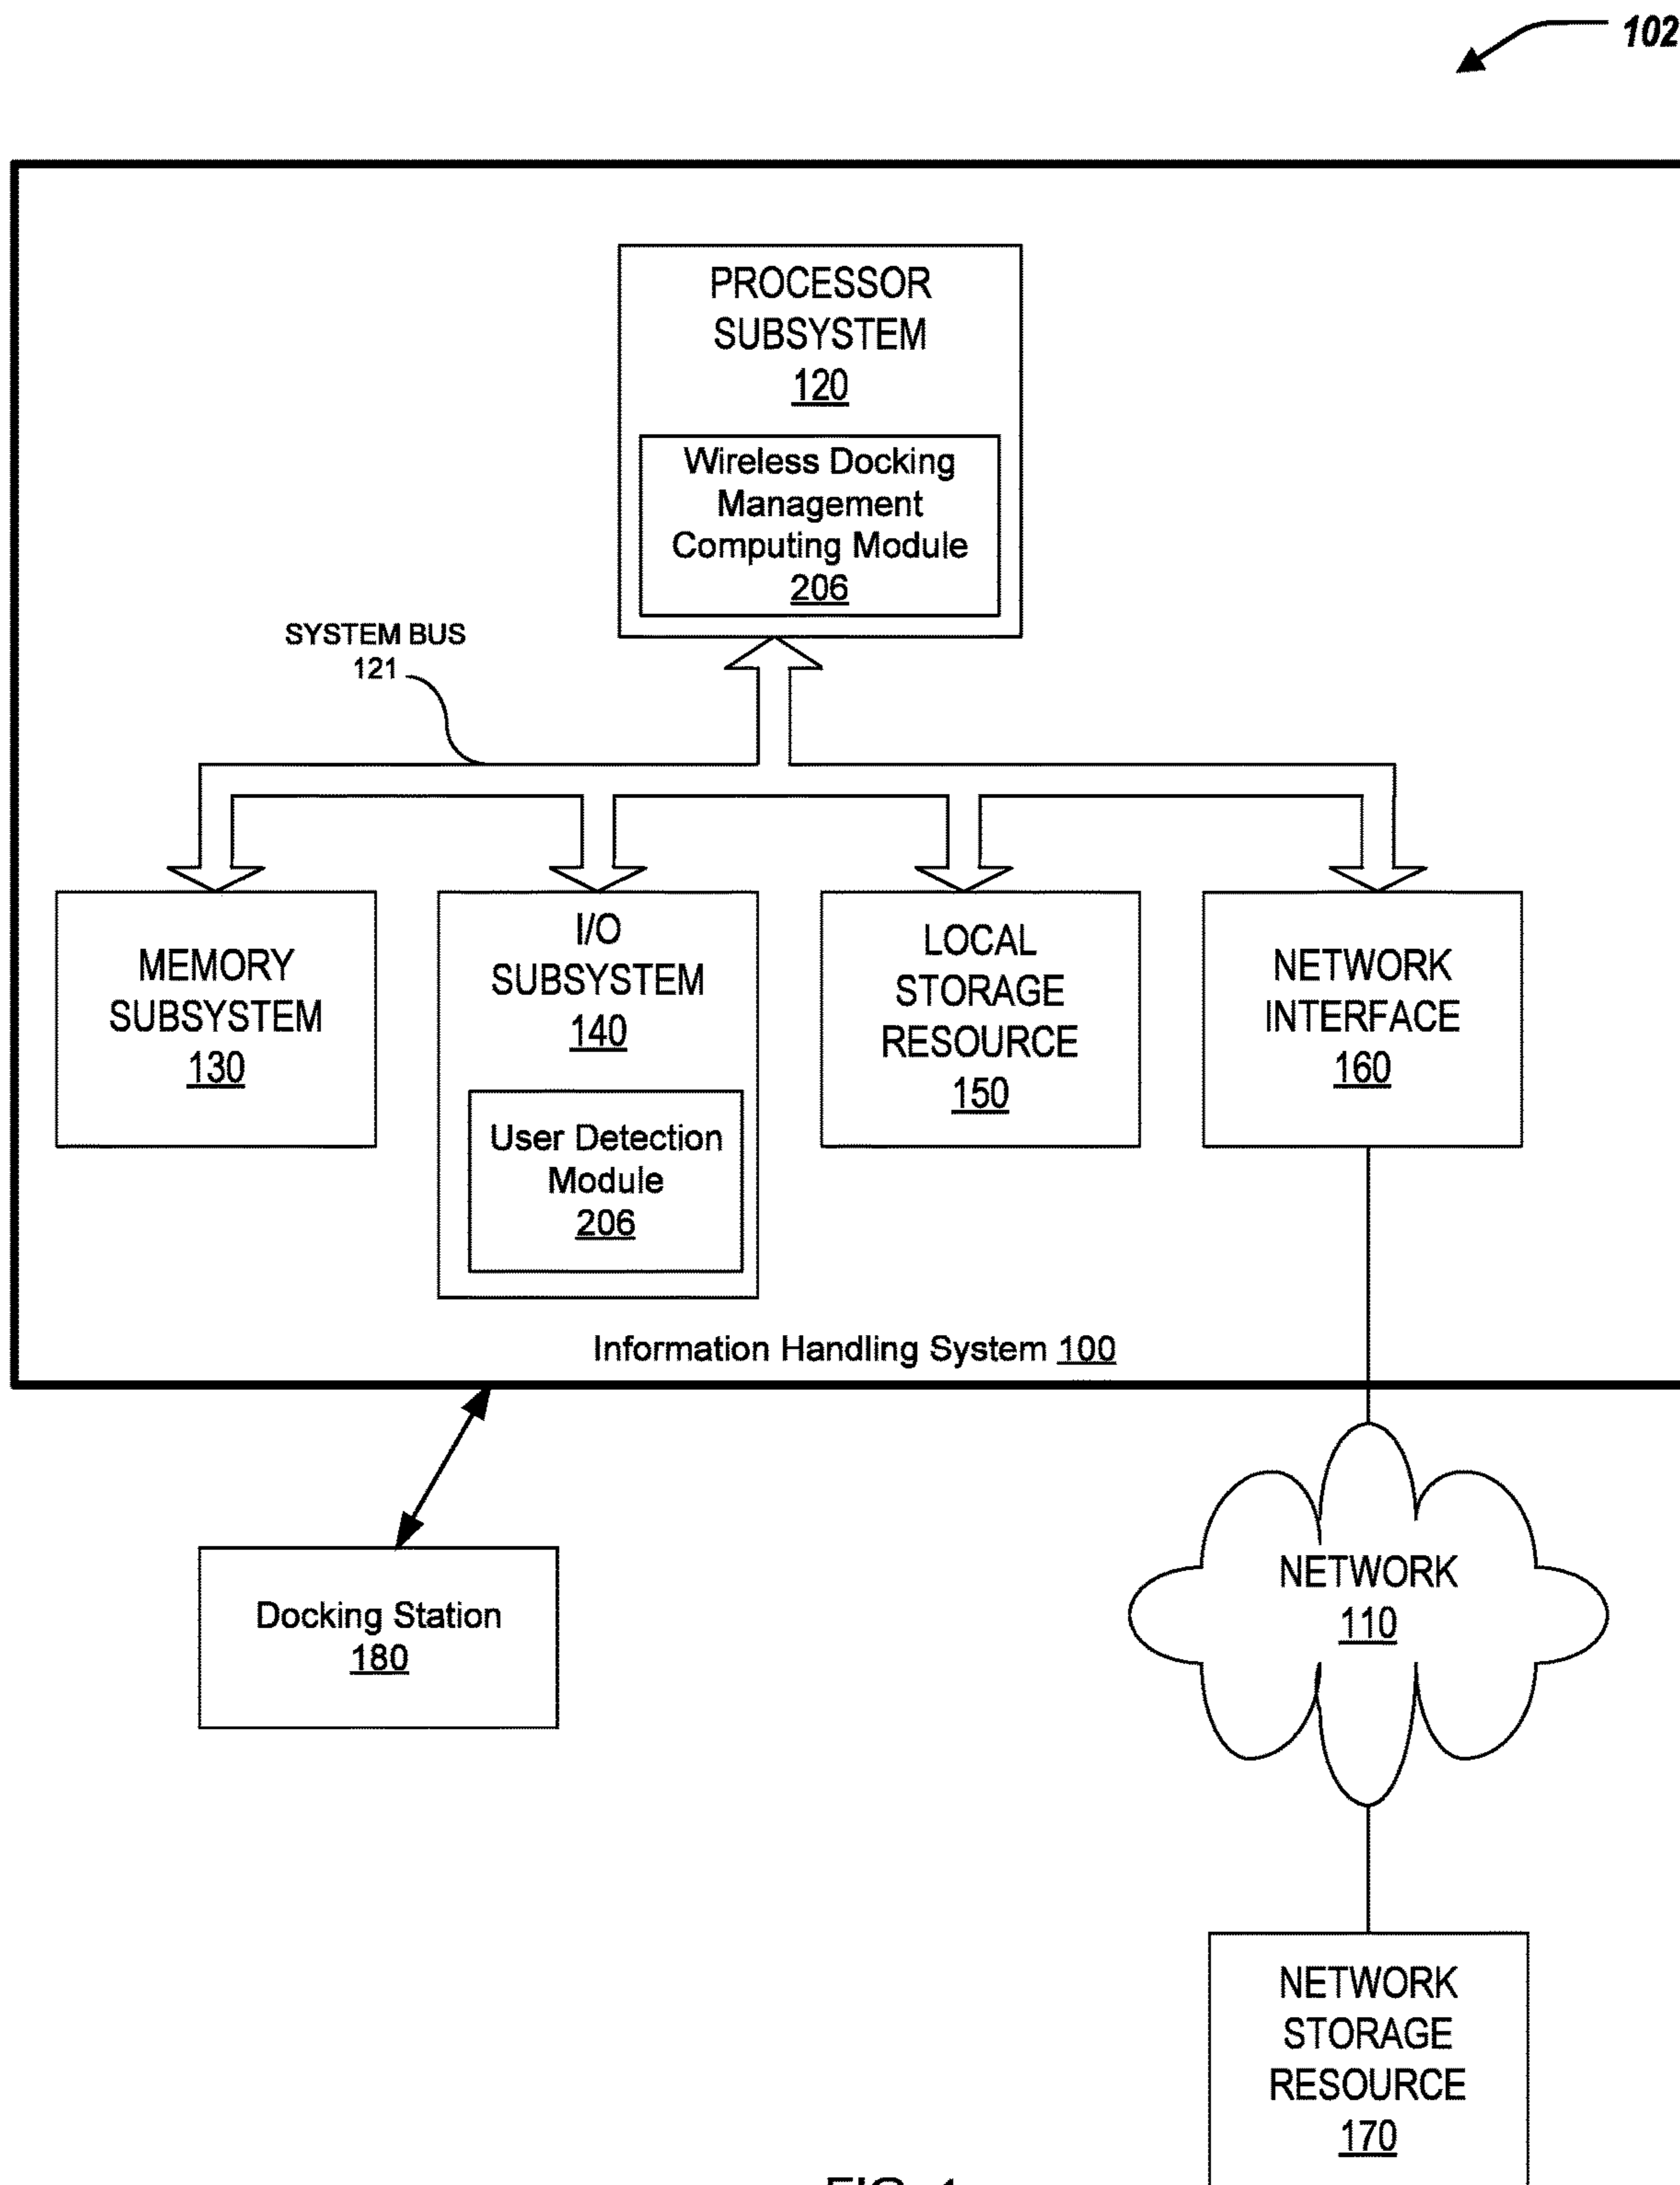 102
PROCESSOR
SUBSYSTEM
120
Wireless Docking
Management
Computing Module
206
SYSTEM BUS
121
MEMORY
SUBSYSTEM
130
I/O
SUBSYSTEM
140
User Detection
Module
206
LOCAL
STORAGE
RESOURCE
150
NETWORK
INTERFACE
160
Information Handling System 100
Docking Station
180
NETWORK
110
NETWORK
STORAGE
RESOURCE
170